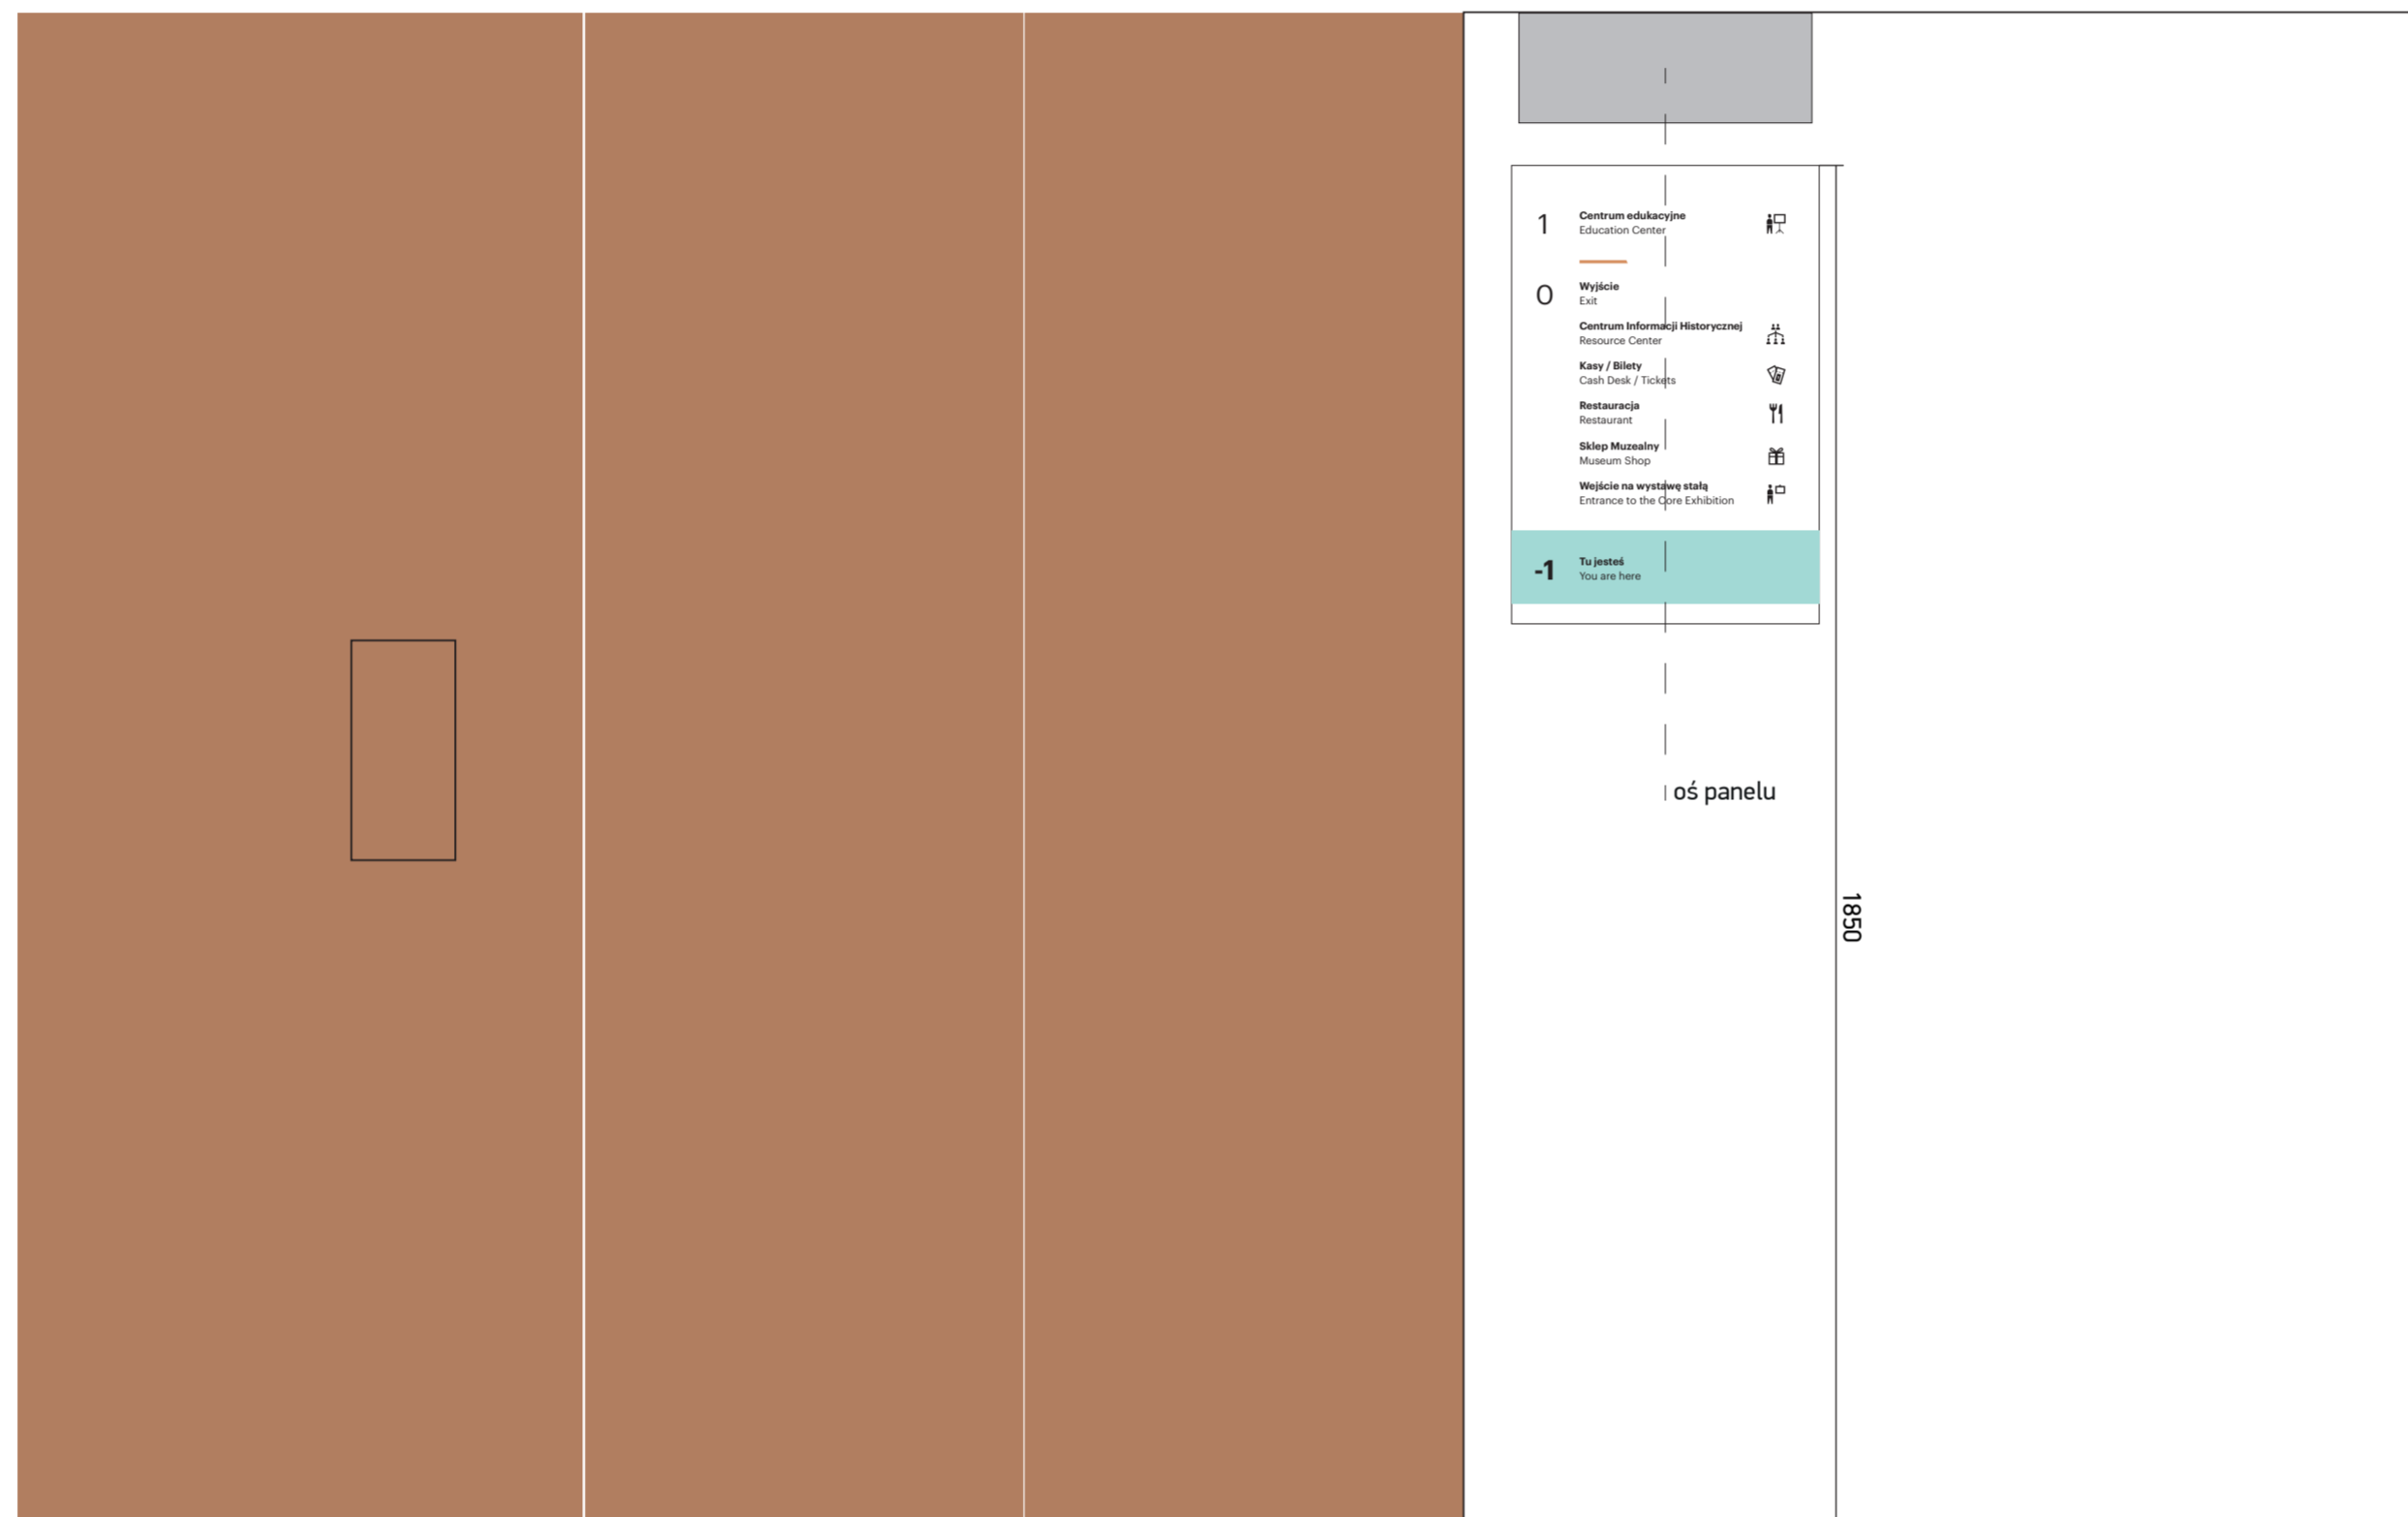 1
Centrum edukacyjne
Education Center
0
Wyjście
Exit
Centrum Informacji Historycznej
Resource Center
Kasy / Bilety
Cash Desk / Tickets
Restauracja
Restaurant
Sklep Muzealny
Museum Shop
Wejście na wystawę stałą
Entrance to the Core Exhibition
-1
Tu jesteś
You are here
oś panelu
1850